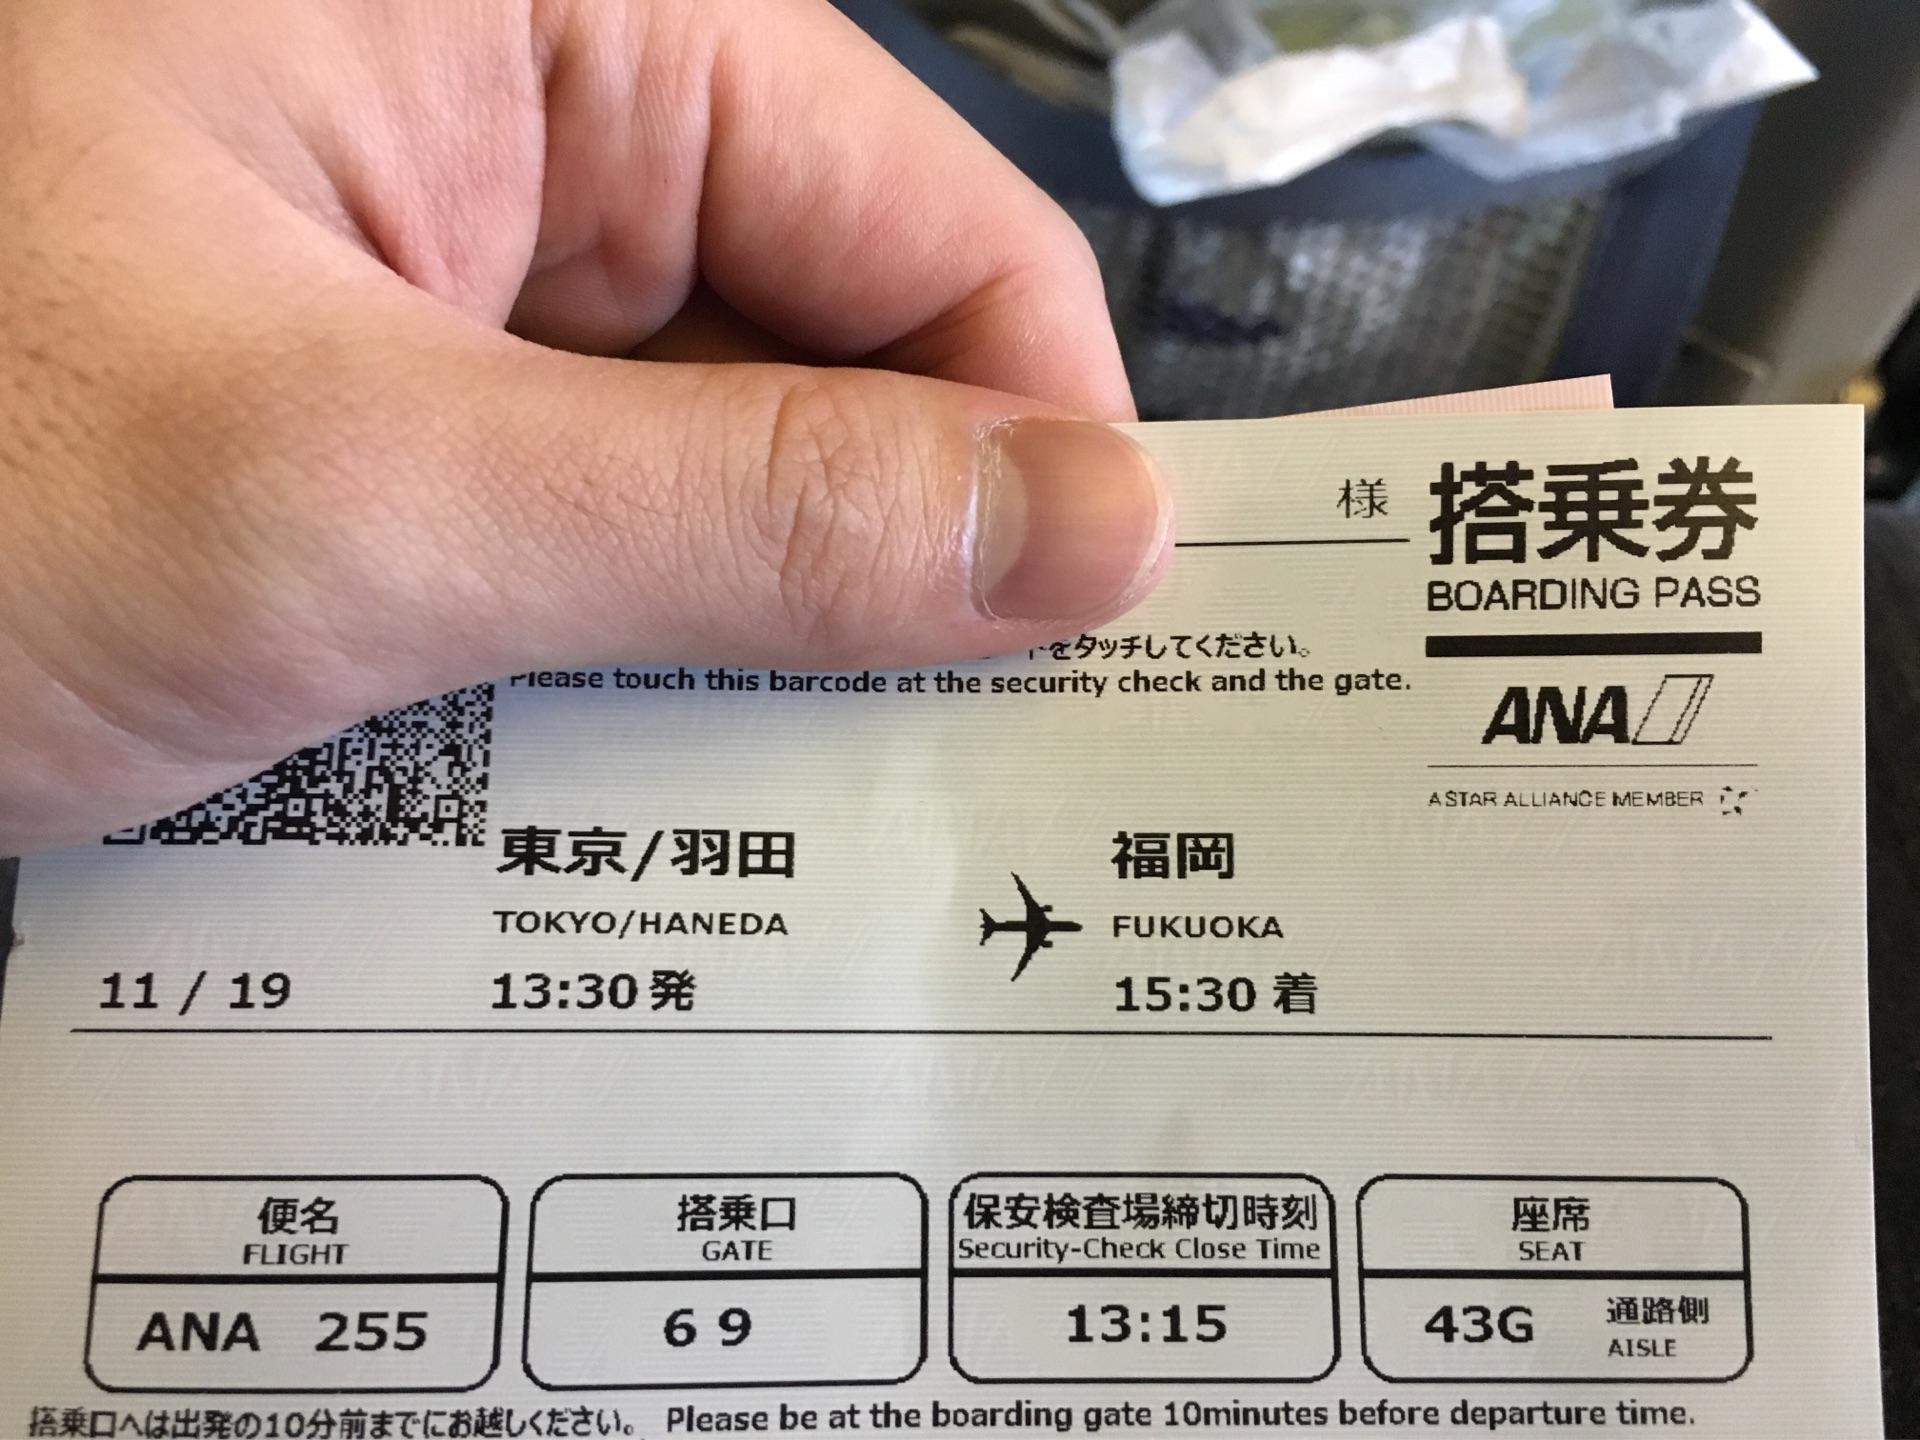 様
搭乗券
BOARDING PASS
をタッチしてください。
Please touch this barcode at the security check and the gate.
ANA
A STAR ALLIANCE MEMBER
東京/羽田
福岡
TOKYO/HANEDA
FUKUOKA
11 / 19
13:30 発
15:30 着
便名
FLIGHT
ANA 255
搭乗口
GATE
69
保安検査場締切時刻
Security-Check Close Time
13:15
座席
SEAT
43G
通路側
AISLE
搭乗口へは出発の10分前までにお越しください。 Please be at the boarding gate 10minutes before departure time.